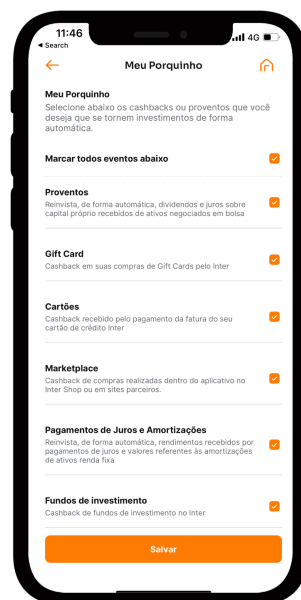 11:46
4G
Search
Meu Porquinho
Meu Porquinho
Selecione abaixo os cashbacks ou proventos que você
deseja que se tornem investimentos de forma
automática.
Marcar todos eventos abaixo
Proventos
Reinvista, de forma automática, dividendos e juros sobre
capital próprio recebidos de ativos negociados em bolsa
Gift Card
Cashback em suas compras de Gift Cards pelo Inter
Cartões
Cashback recebido pelo pagamento da fatura do seu
cartão de crédito Inter
Marketplace
Cashback de compras realizadas dentro do aplicativo no
Inter Shop ou em sites parceiros.
Pagamentos de Juros e Amortizações
Reinvista, de forma automática, rendimentos recebidos por
pagamentos de juros e valores referentes às amortizações
de ativos renda fixa
Fundos de investimento
Cashback de fundos de investimento no Inter
Salvar